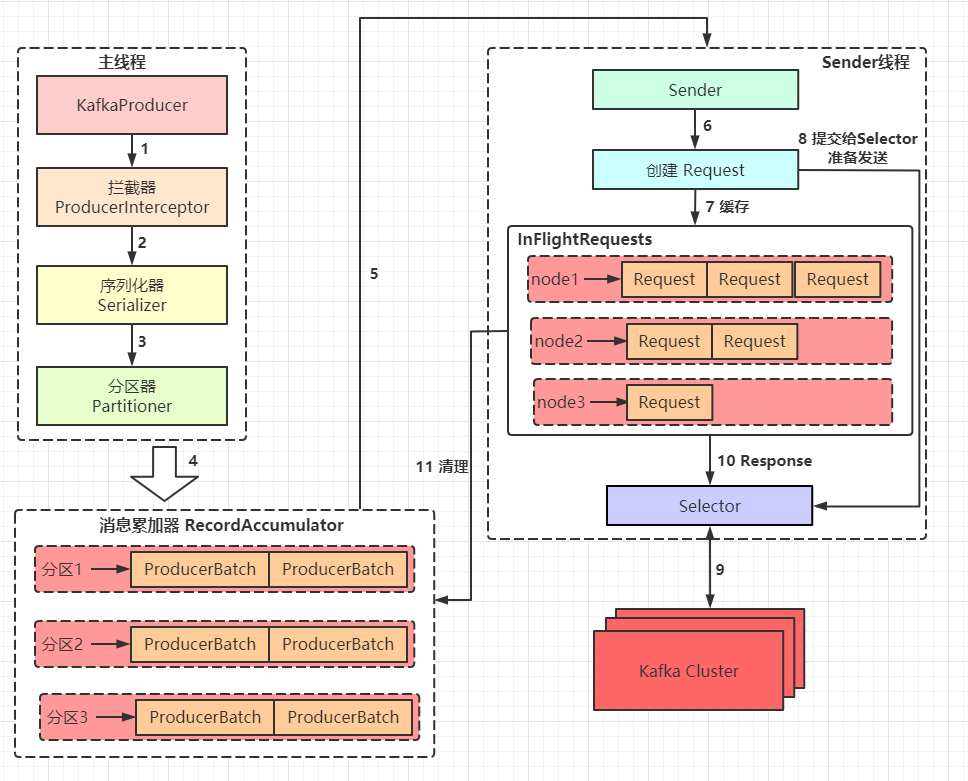 主线程
KafkaProducer
1
拦截器
ProducerInterceptor
2
序列化器
Serializer
3
分区器
Partitioner
4
消息累加器 RecordAccumulator
分区1
ProducerBatch
ProducerBatch
分区2
ProducerBatch
ProducerBatch
分区3
ProducerBatch
ProducerBatch
5
Sender线程
Sender
6
8 提交给Selector
准备发送
创建 Request
7 缓存
InFlightRequests
node1
Request
Request
Request
node2
Request
Request
node3
Request
11 清理
10 Response
Selector
9
Kafka Cluster